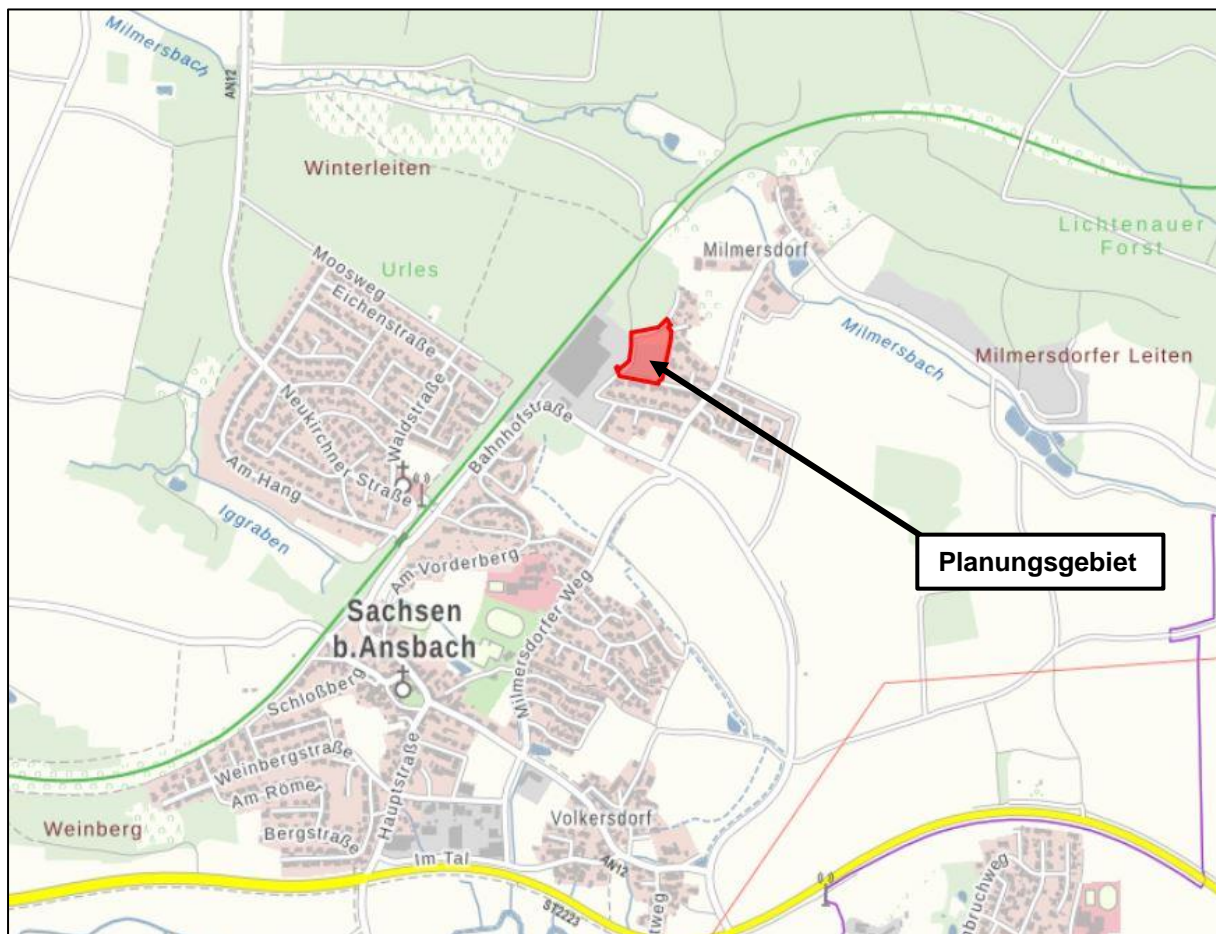 Milmersbach
AN12
Winterleiten
Lichtenauer
Forst
Milmersdorf
Moosweg
Urles
Eichenstraße
Milmersbach
Milmersdorfer Leiten
Waldstraße
Neukirchner Straße
Bahnhofstraße
Am Hang
Iggraben
Planungsgebiet
Am Vorderberg
Sachsen
b.Ansbach
Milmersdorfer Weg
Schloßberg
Weinbergstraße
Hauptstraße
Am Römer
Volkersdorf
Weinberg
Bergstraße
Im Tal
AN12
ST2223